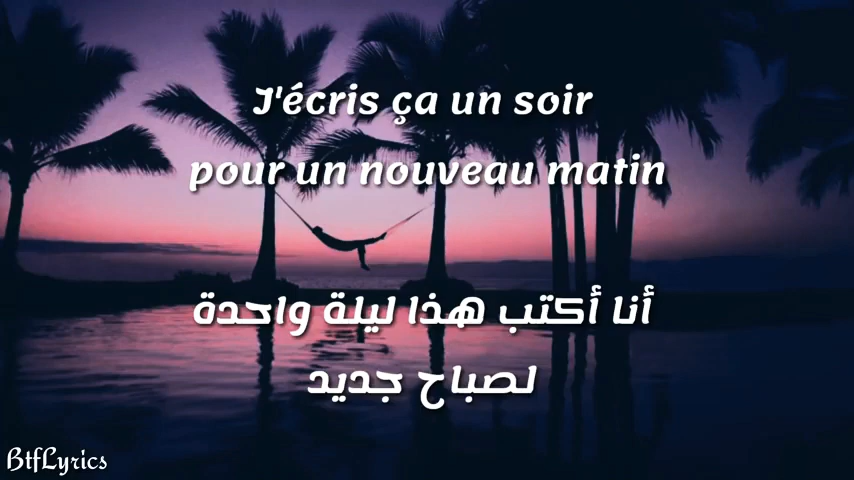 J'écris ça un soir
pour un nouveau matin
أنا أكتب هذا ليلة واحدة
لصباح جديد
BtfLyrics